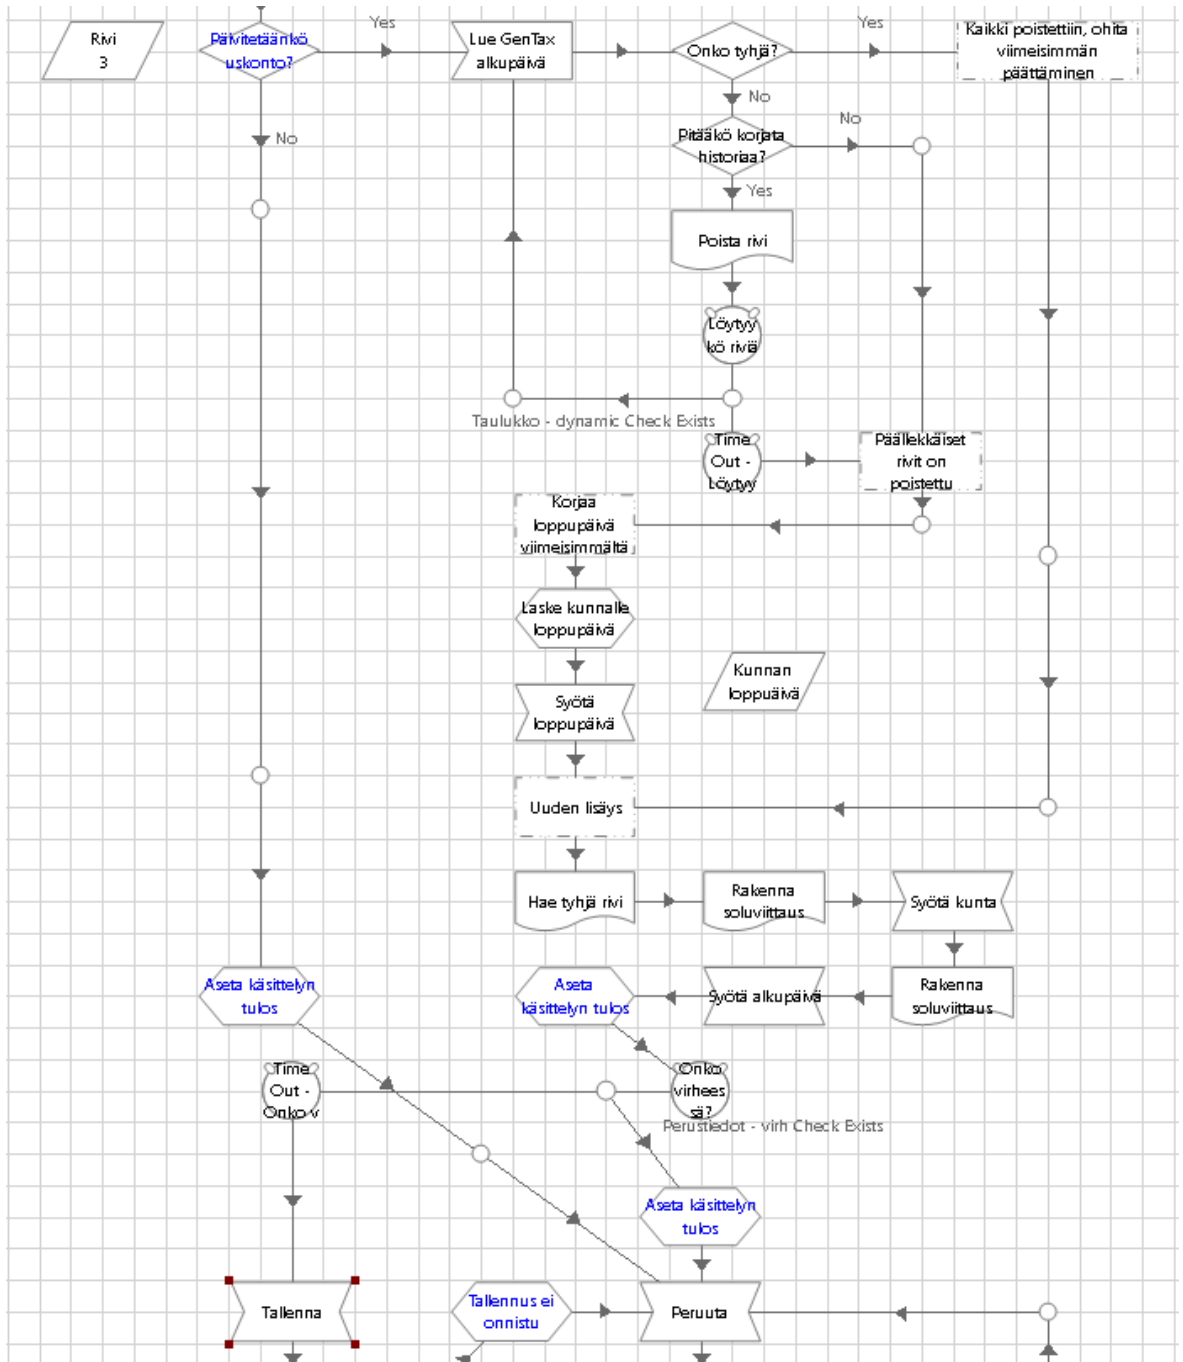 Yes
Yes
Rivi
3
Päivitetäänkö
uskonto?
Lue GenTax
alkupäivä
Onko tyhjä?
Kaikki poistettiin, ohita
viimeisimmän
päättäminen
No
No
No
Pitääkö korjata
historiaa?
Yes
Poista rivi
Löytyy
kö riviä
Taulukko - dynamic Check Exists
Time
Out -
Löytyy
Päällekkäiset
rivit on
poistettu
Korjaa
loppupäivä
viimeisimmältä
Laske kunnalle
loppupäivä
Kunnan
loppuäivä
Syötä
loppupäivä
Uuden lisäys
Hae tyhjä rivi
Rakenna
soluviittaus
Syötä kunta
Aseta käsittelyn
tulos
Aseta
käsittelyn tulos
Syötä alkupäivä
Rakenna
soluviittaus
Time
Out -
Onko v
Onko
virhees
sä?
Perustiedot - virh Check Exists
Aseta käsittelyn
tulos
Tallenna
Tallennus ei
onnistu
Peruuta